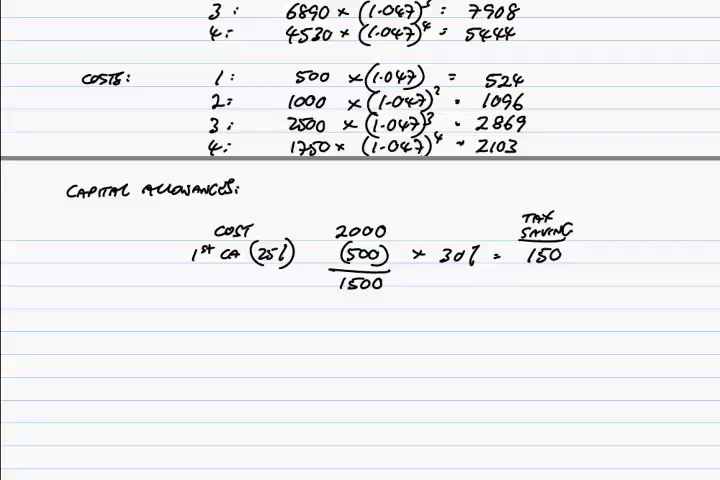 3: 6890 × (1.047)³ = 7908
4: 4530 × (1.047)⁴ = 5444
COSTS: 1: 500 × (1.047) = 524
2: 1000 × (1.047)² = 1096
3: 2500 × (1.047)³ = 2869
4: 1750 × (1.047)⁴ = 2103
CAPITAL ALLOWANCES:
TAX
COST 2000 SAVING
1ST CA (25%) (500) × 30% = 150
1500